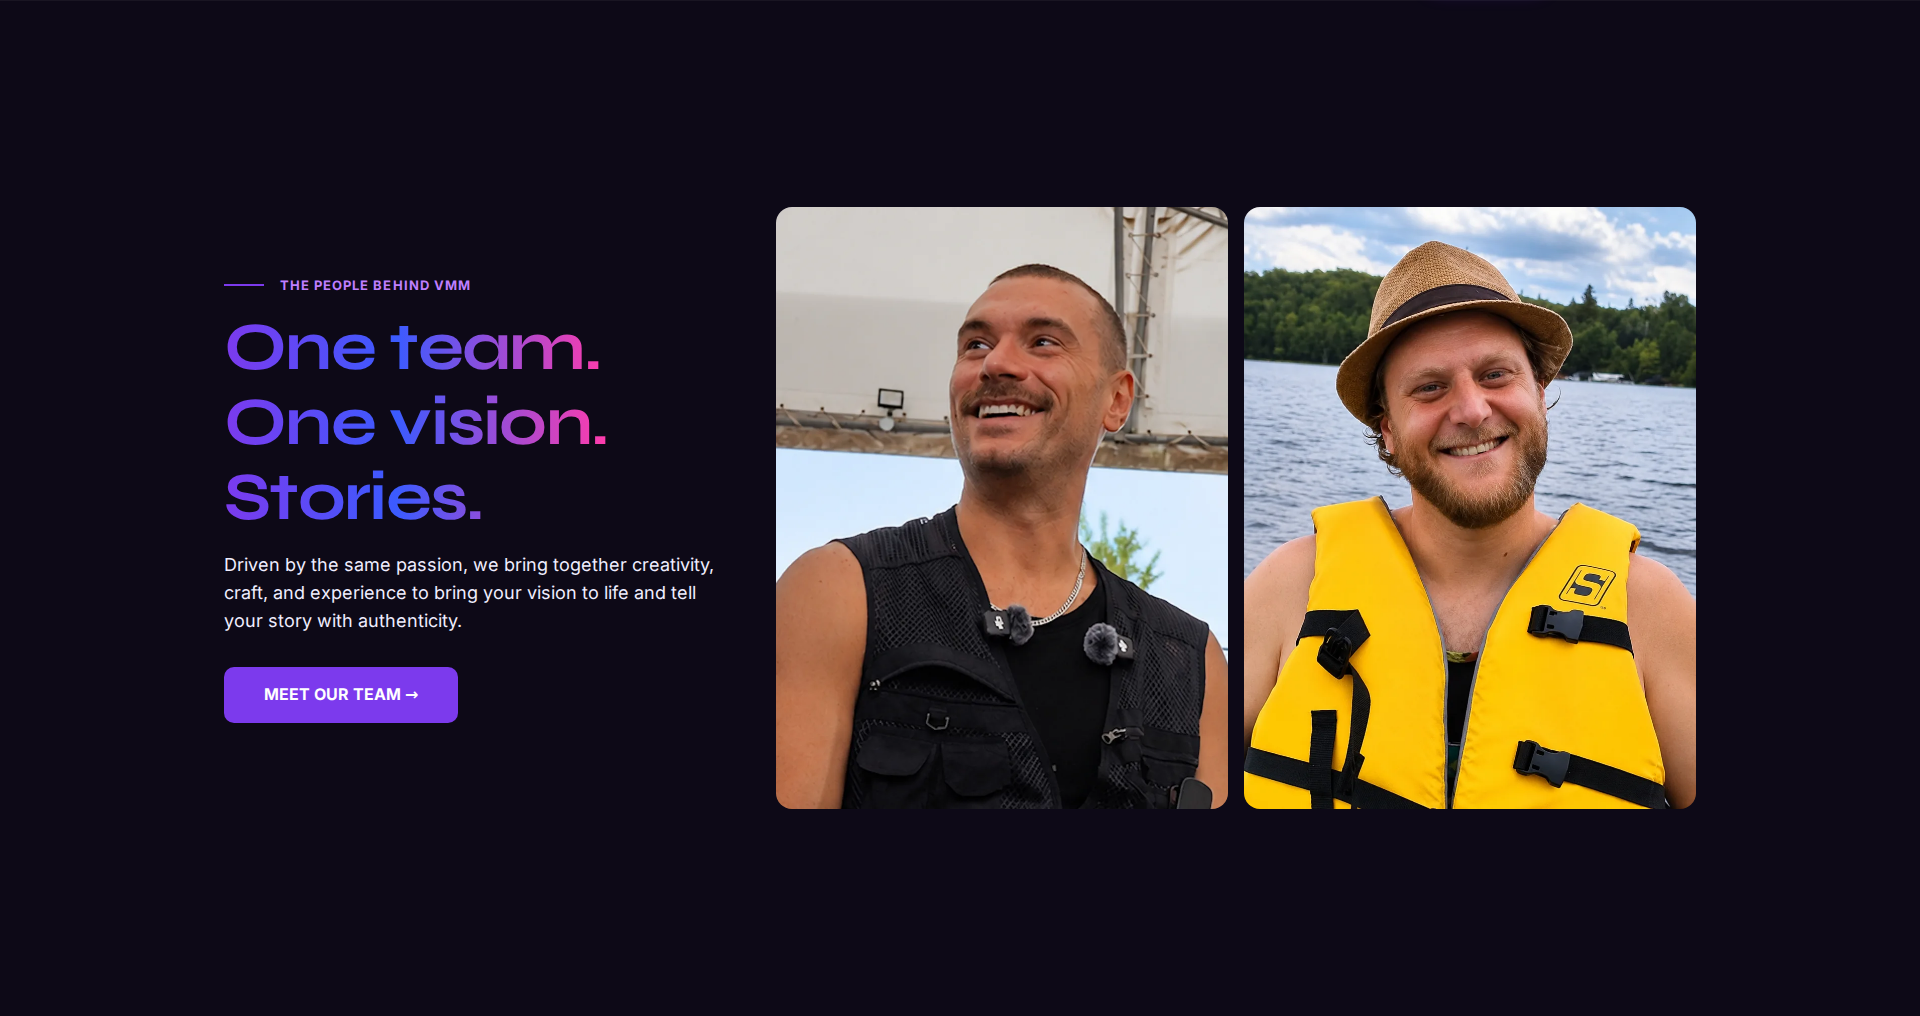 THE PEOPLE BEHIND VMM
One team.
One vision.
Stories.
Driven by the same passion, we bring together creativity,
craft, and experience to bring your vision to life and tell
your story with authenticity.
MEET OUR TEAM →
S